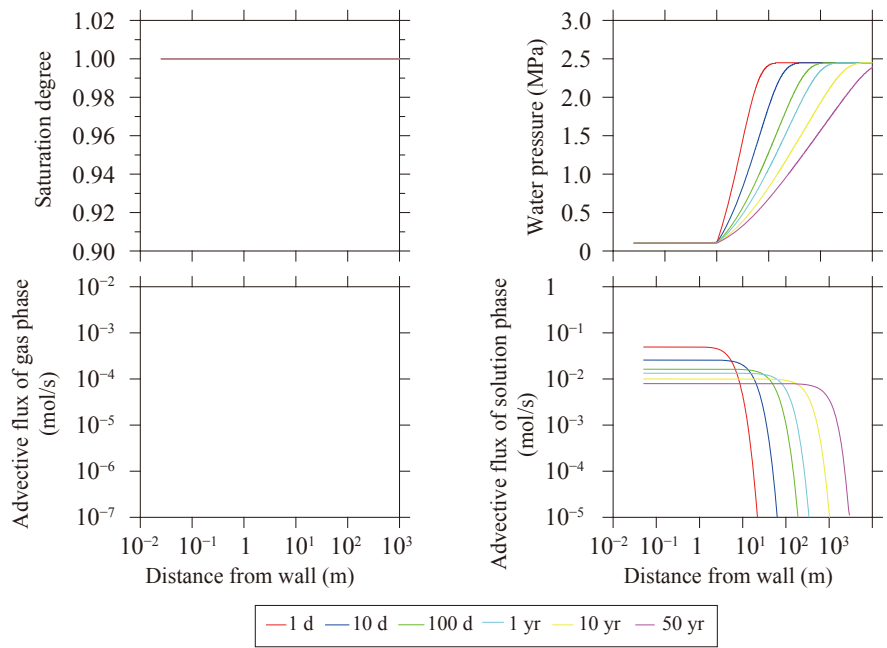 Saturation degree
1.02
1.00
0.98
0.96
0.94
0.92
0.90
Water pressure (MPa)
3.0
2.5
2.0
1.5
1.0
0.5
0
Advective flux of gas phase
(mol/s)
10⁻²
10⁻³
10⁻⁴
10⁻⁵
10⁻⁶
10⁻⁷
10⁻² 10⁻¹ 1 10¹ 10² 10³
Distance from wall (m)
Advective flux of solution phase
(mol/s)
1
10⁻¹
10⁻²
10⁻³
10⁻⁴
10⁻⁵
10⁻² 10⁻¹ 1 10¹ 10² 10³
Distance from wall (m)
1 d 10 d 100 d 1 yr 10 yr 50 yr